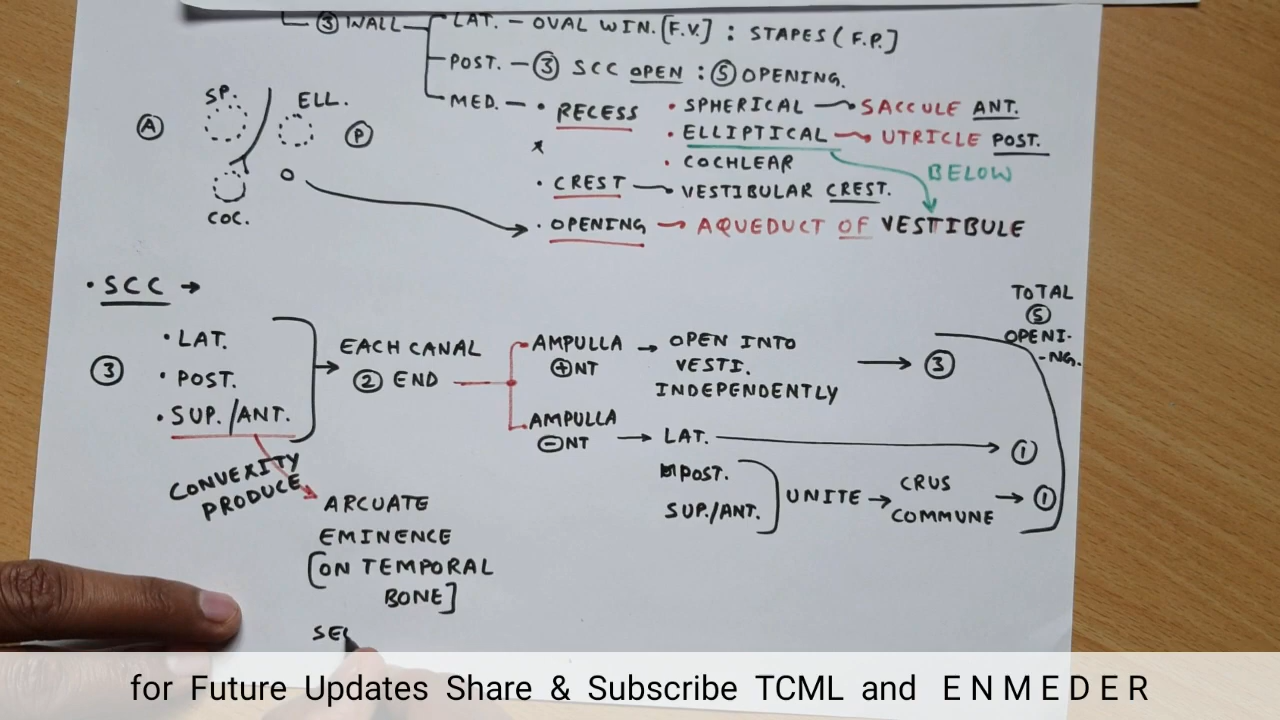 ③ WALL
LAT. – OVAL WIN. [F.V.] : STAPES (F.P.]
POST. – ③ SCC OPEN : ⑤ OPENING.
MED. – • RECESS
• SPHERICAL → SACCULE ANT.
• ELLIPTICAL → UTRICLE POST.
• COCHLEAR
BELOW
• CREST → VESTIBULAR CREST.
• OPENING → AQUEDUCT OF VESTIBULE
SP.
ELL.
Ⓐ
Ⓟ
COC.
• SCC →
③
• LAT.
• POST.
• SUP./ANT.
EACH CANAL
② END
AMPULLA
⊕NT
→ OPEN INTO
VESTI.
INDEPENDENTLY
→ ③
AMPULLA
⊖NT
→ LAT. → ①
POST.
SUP./ANT.
UNITE → CRUS
COMMUNE → ①
TOTAL
⑤
OPENI-
-NG.
CONVEXITY
PRODUCE
ARCUATE
EMINENCE
[ON TEMPORAL
BONE]
for Future Updates Share & Subscribe TCML and E N M E D E R